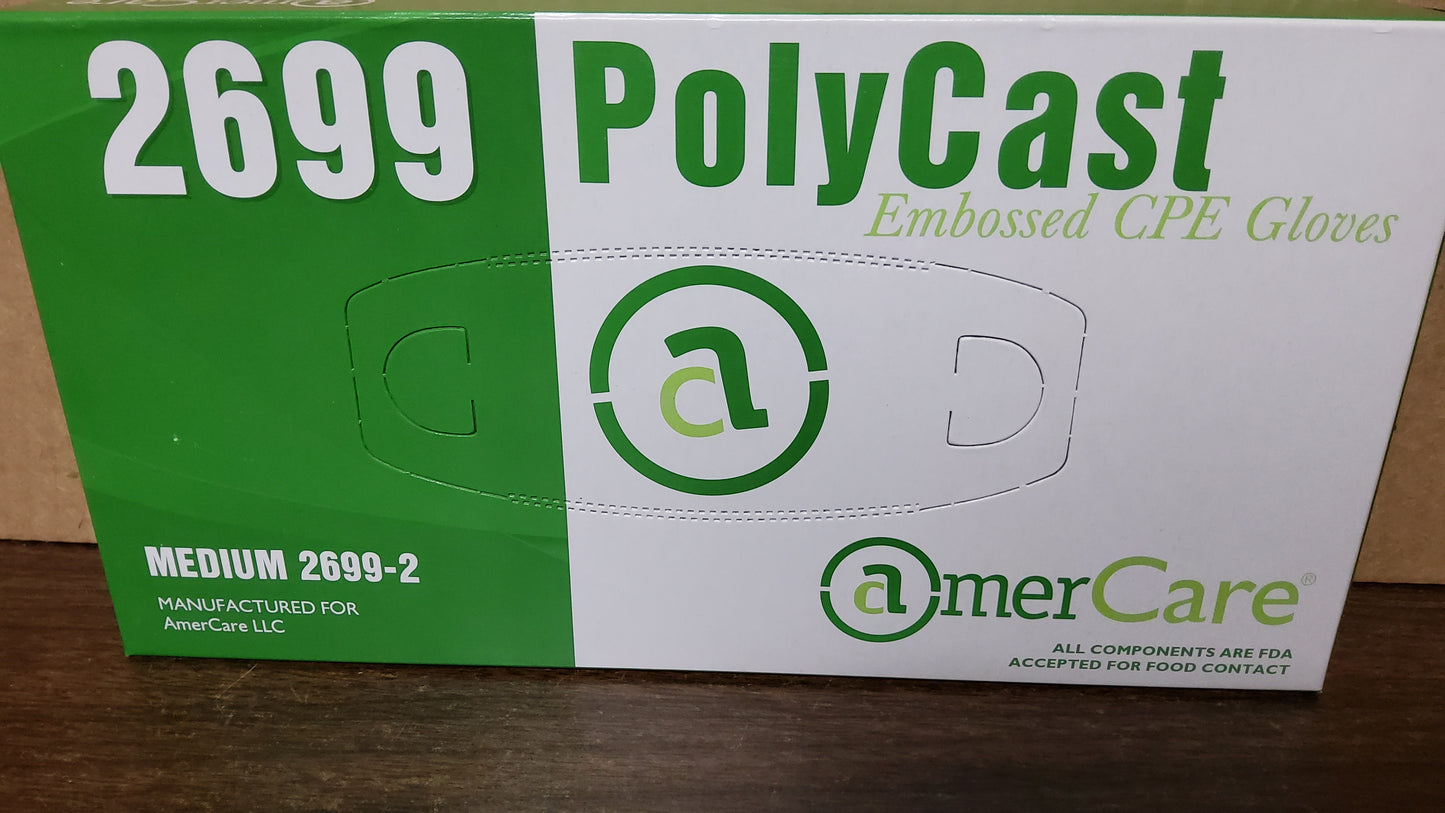 2699 PolyCast
Embossed CPE Gloves
a
MEDIUM 2699-2
MANUFACTURED FOR
AmerCare LLC
amerCare®
ALL COMPONENTS ARE FDA
ACCEPTED FOR FOOD CONTACT